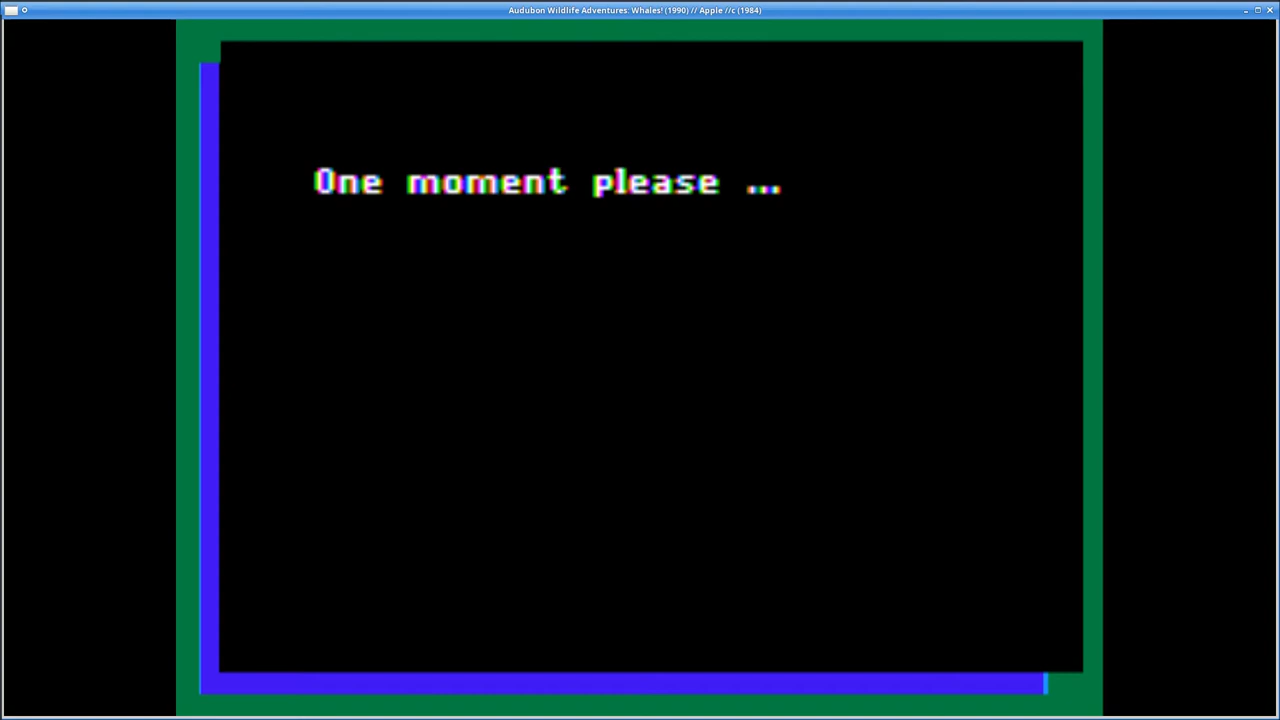 Audubon Wildlife Adventures: Whales! (1990) // Apple //c (1984)
One moment please ...